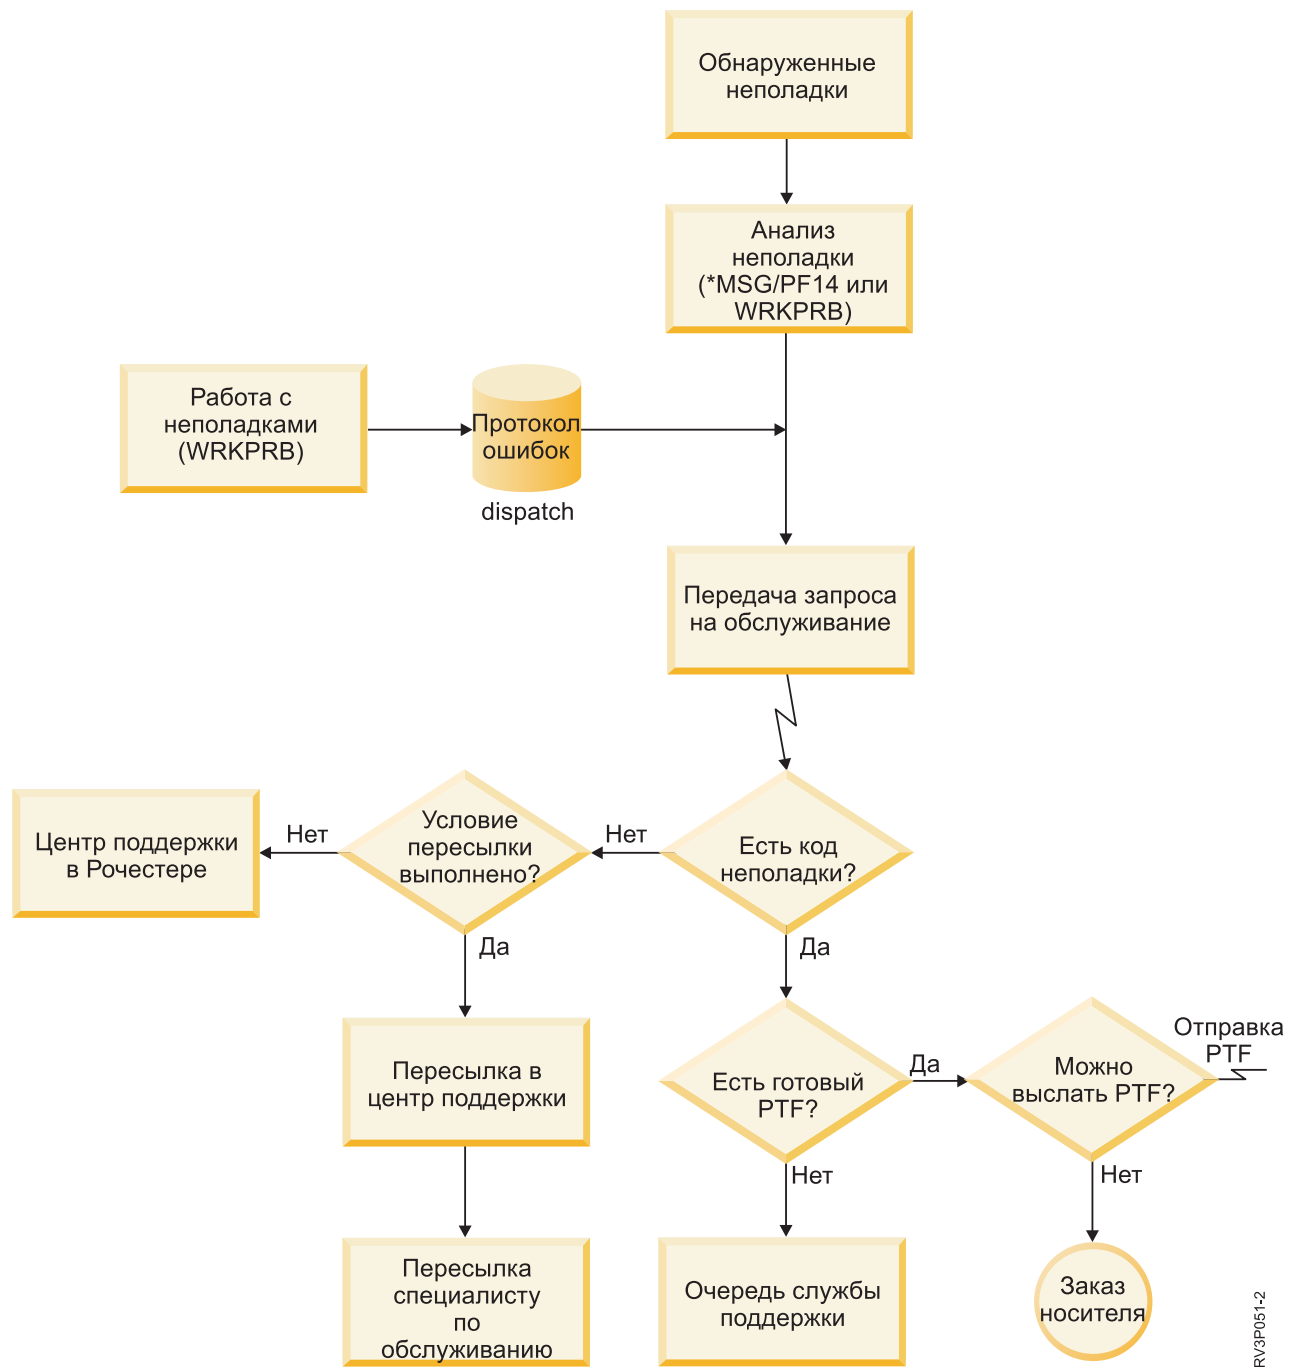 Обнаруженные
неполадки
Анализ
неполадки
(*MSG/PF14 или
WRKPRB)
Работа с
неполадками
(WRKPRB)
Протокол
ошибок
dispatch
Передача запроса
на обслуживание
Центр поддержки
в Рочестере
Нет
Условие
пересылки
выполнено?
Нет
Есть код
неполадки?
Да
Да
Пересылка в
центр поддержки
Есть готовый
PTF?
Да
Можно
выслать PTF?
Отправка
PTF
Нет
Нет
Пересылка
специалисту
по
обслуживанию
Очередь службы
поддержки
Заказ
носителя
RV3P051-2